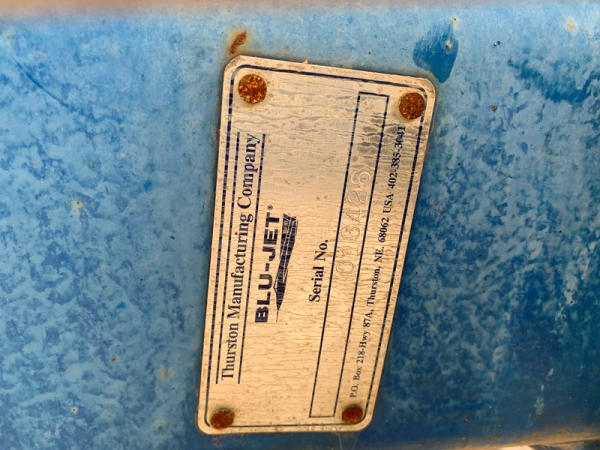 Thurston Manufacturing Company
BLU-JET®
Serial No.
P.O. Box 218-Hwy 87A, Thurston, NE. 68062 USA 402-385-3041